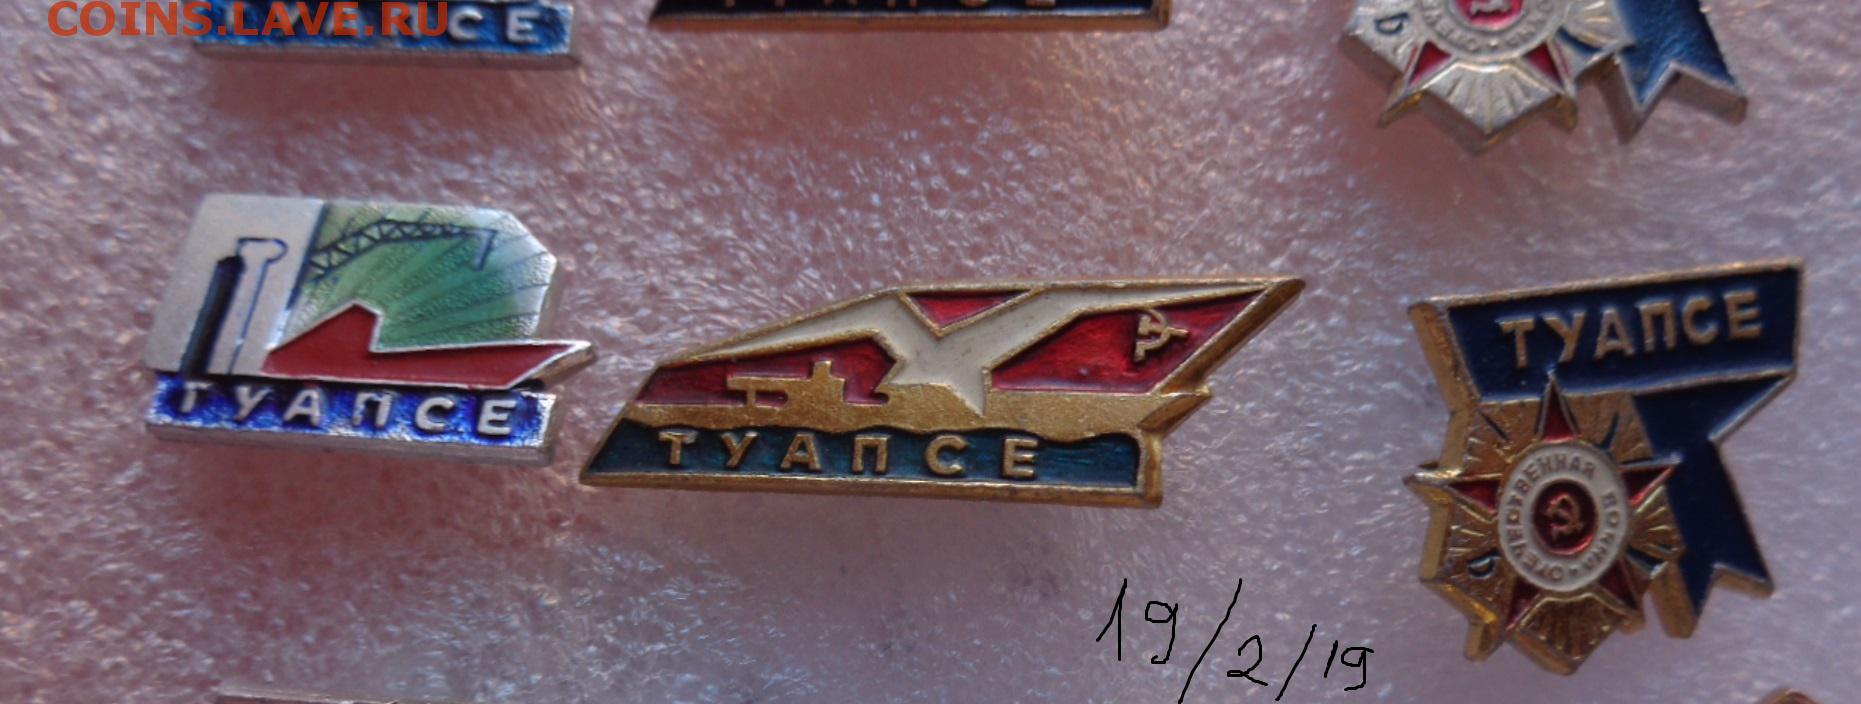 COINS.LAVE.RU
ТУАПСЕ
ТУАПСЕ
ТУАПСЕ
ОТЕЧЕСТВЕННАЯ ВОЙНА
19/2/19